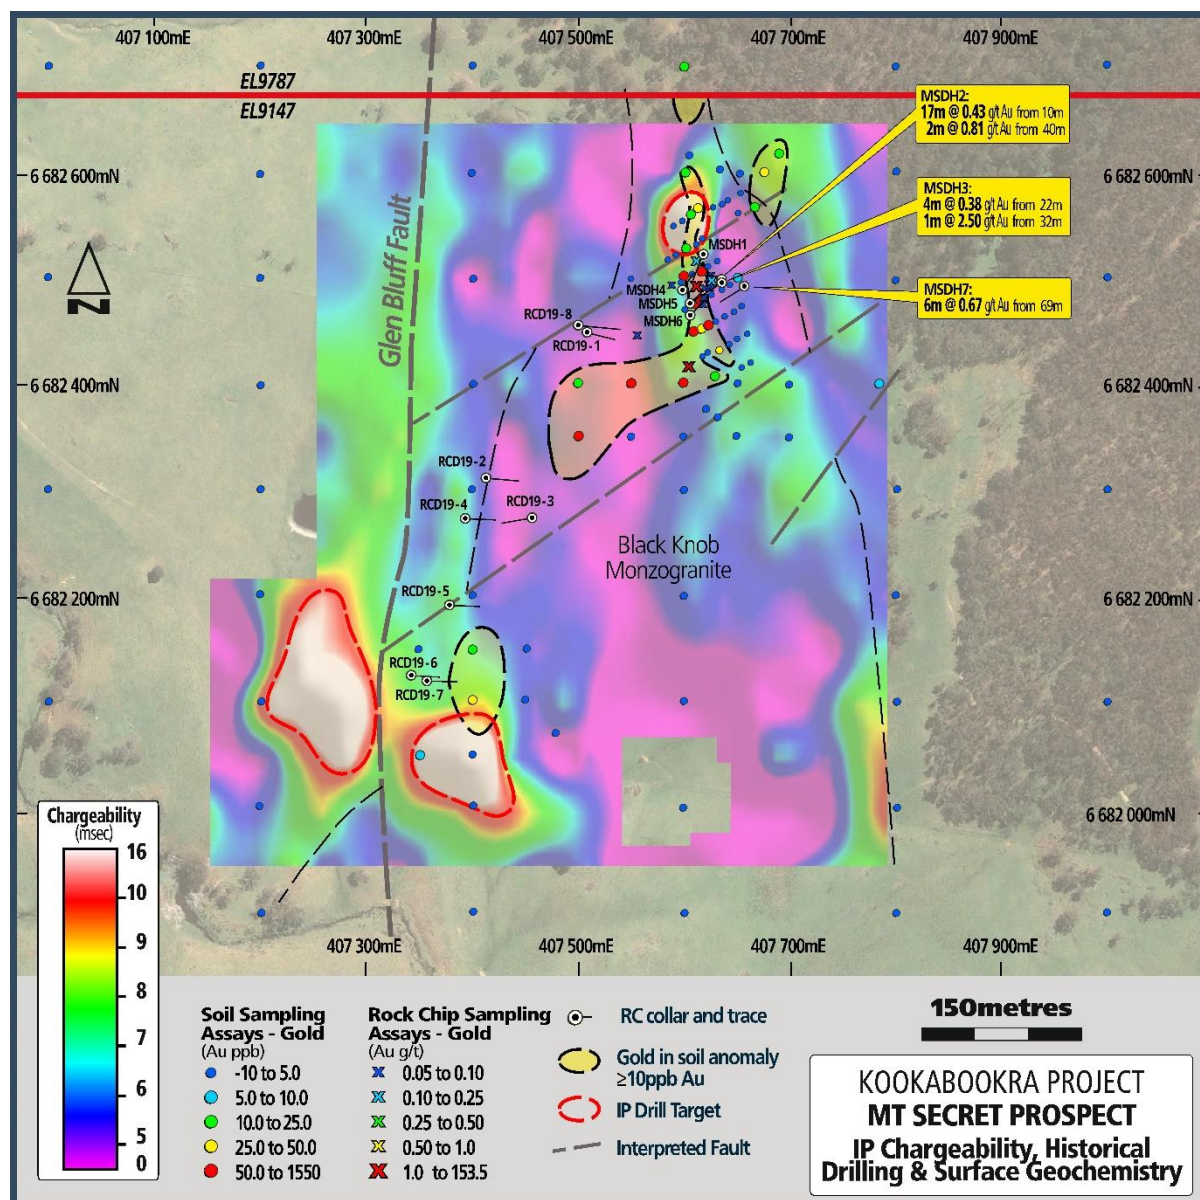 407 100mE 407 300mE 407 500mE 407 700mE 407 900mE
EL9787
EL9147
MSDH2:
17m @ 0.43 g/t Au from 10m
2m @ 0.81 g/t Au from 40m
6 682 600mN
6 682 600mN
MSDH3:
4m @ 0.38 g/t Au from 22m
1m @ 2.50 g/t Au from 32m
N
Glen Bluff Fault
MSDH1
MSDH4
MSDH5
MSDH6
MSDH7:
6m @ 0.67 g/t Au from 69m
RCD19-8
RCD19-1
6 682 400mN
6 682 400mN
RCD19-2
RCD19-4
RCD19-3
Black Knob
Monzogranite
6 682 200mN
RCD19-5
6 682 200mN
RCD19-6
RCD19-7
6 682 000mN
Chargeability
(msec)
16
10
9
8
7
6
5
0
407 300mE 407 500mE 407 700mE 407 900mE
Soil Sampling
Assays - Gold
(Au ppb)
-10 to 5.0
5.0 to 10.0
10.0 to 25.0
25.0 to 50.0
50.0 to 1550
Rock Chip Sampling
Assays - Gold
(Au g/t)
0.05 to 0.10
0.10 to 0.25
0.25 to 0.50
0.50 to 1.0
1.0 to 153.5
RC collar and trace
Gold in soil anomaly
≥10ppb Au
IP Drill Target
Interpreted Fault
150metres
KOOKABOOKRA PROJECT
MT SECRET PROSPECT
IP Chargeability, Historical
Drilling & Surface Geochemistry